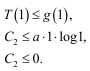 T(1) ≤ g(1),
C₂ ≤ a·1·log1,
C₂ ≤ 0.